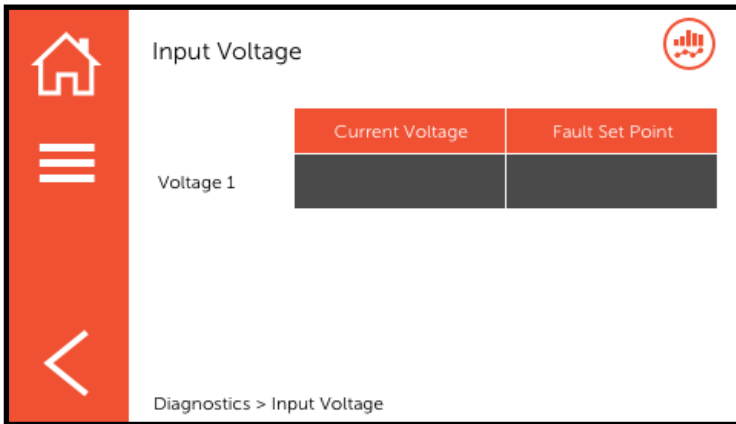 Input Voltage
Current Voltage Fault Set Point
Voltage 1
Diagnostics > Input Voltage